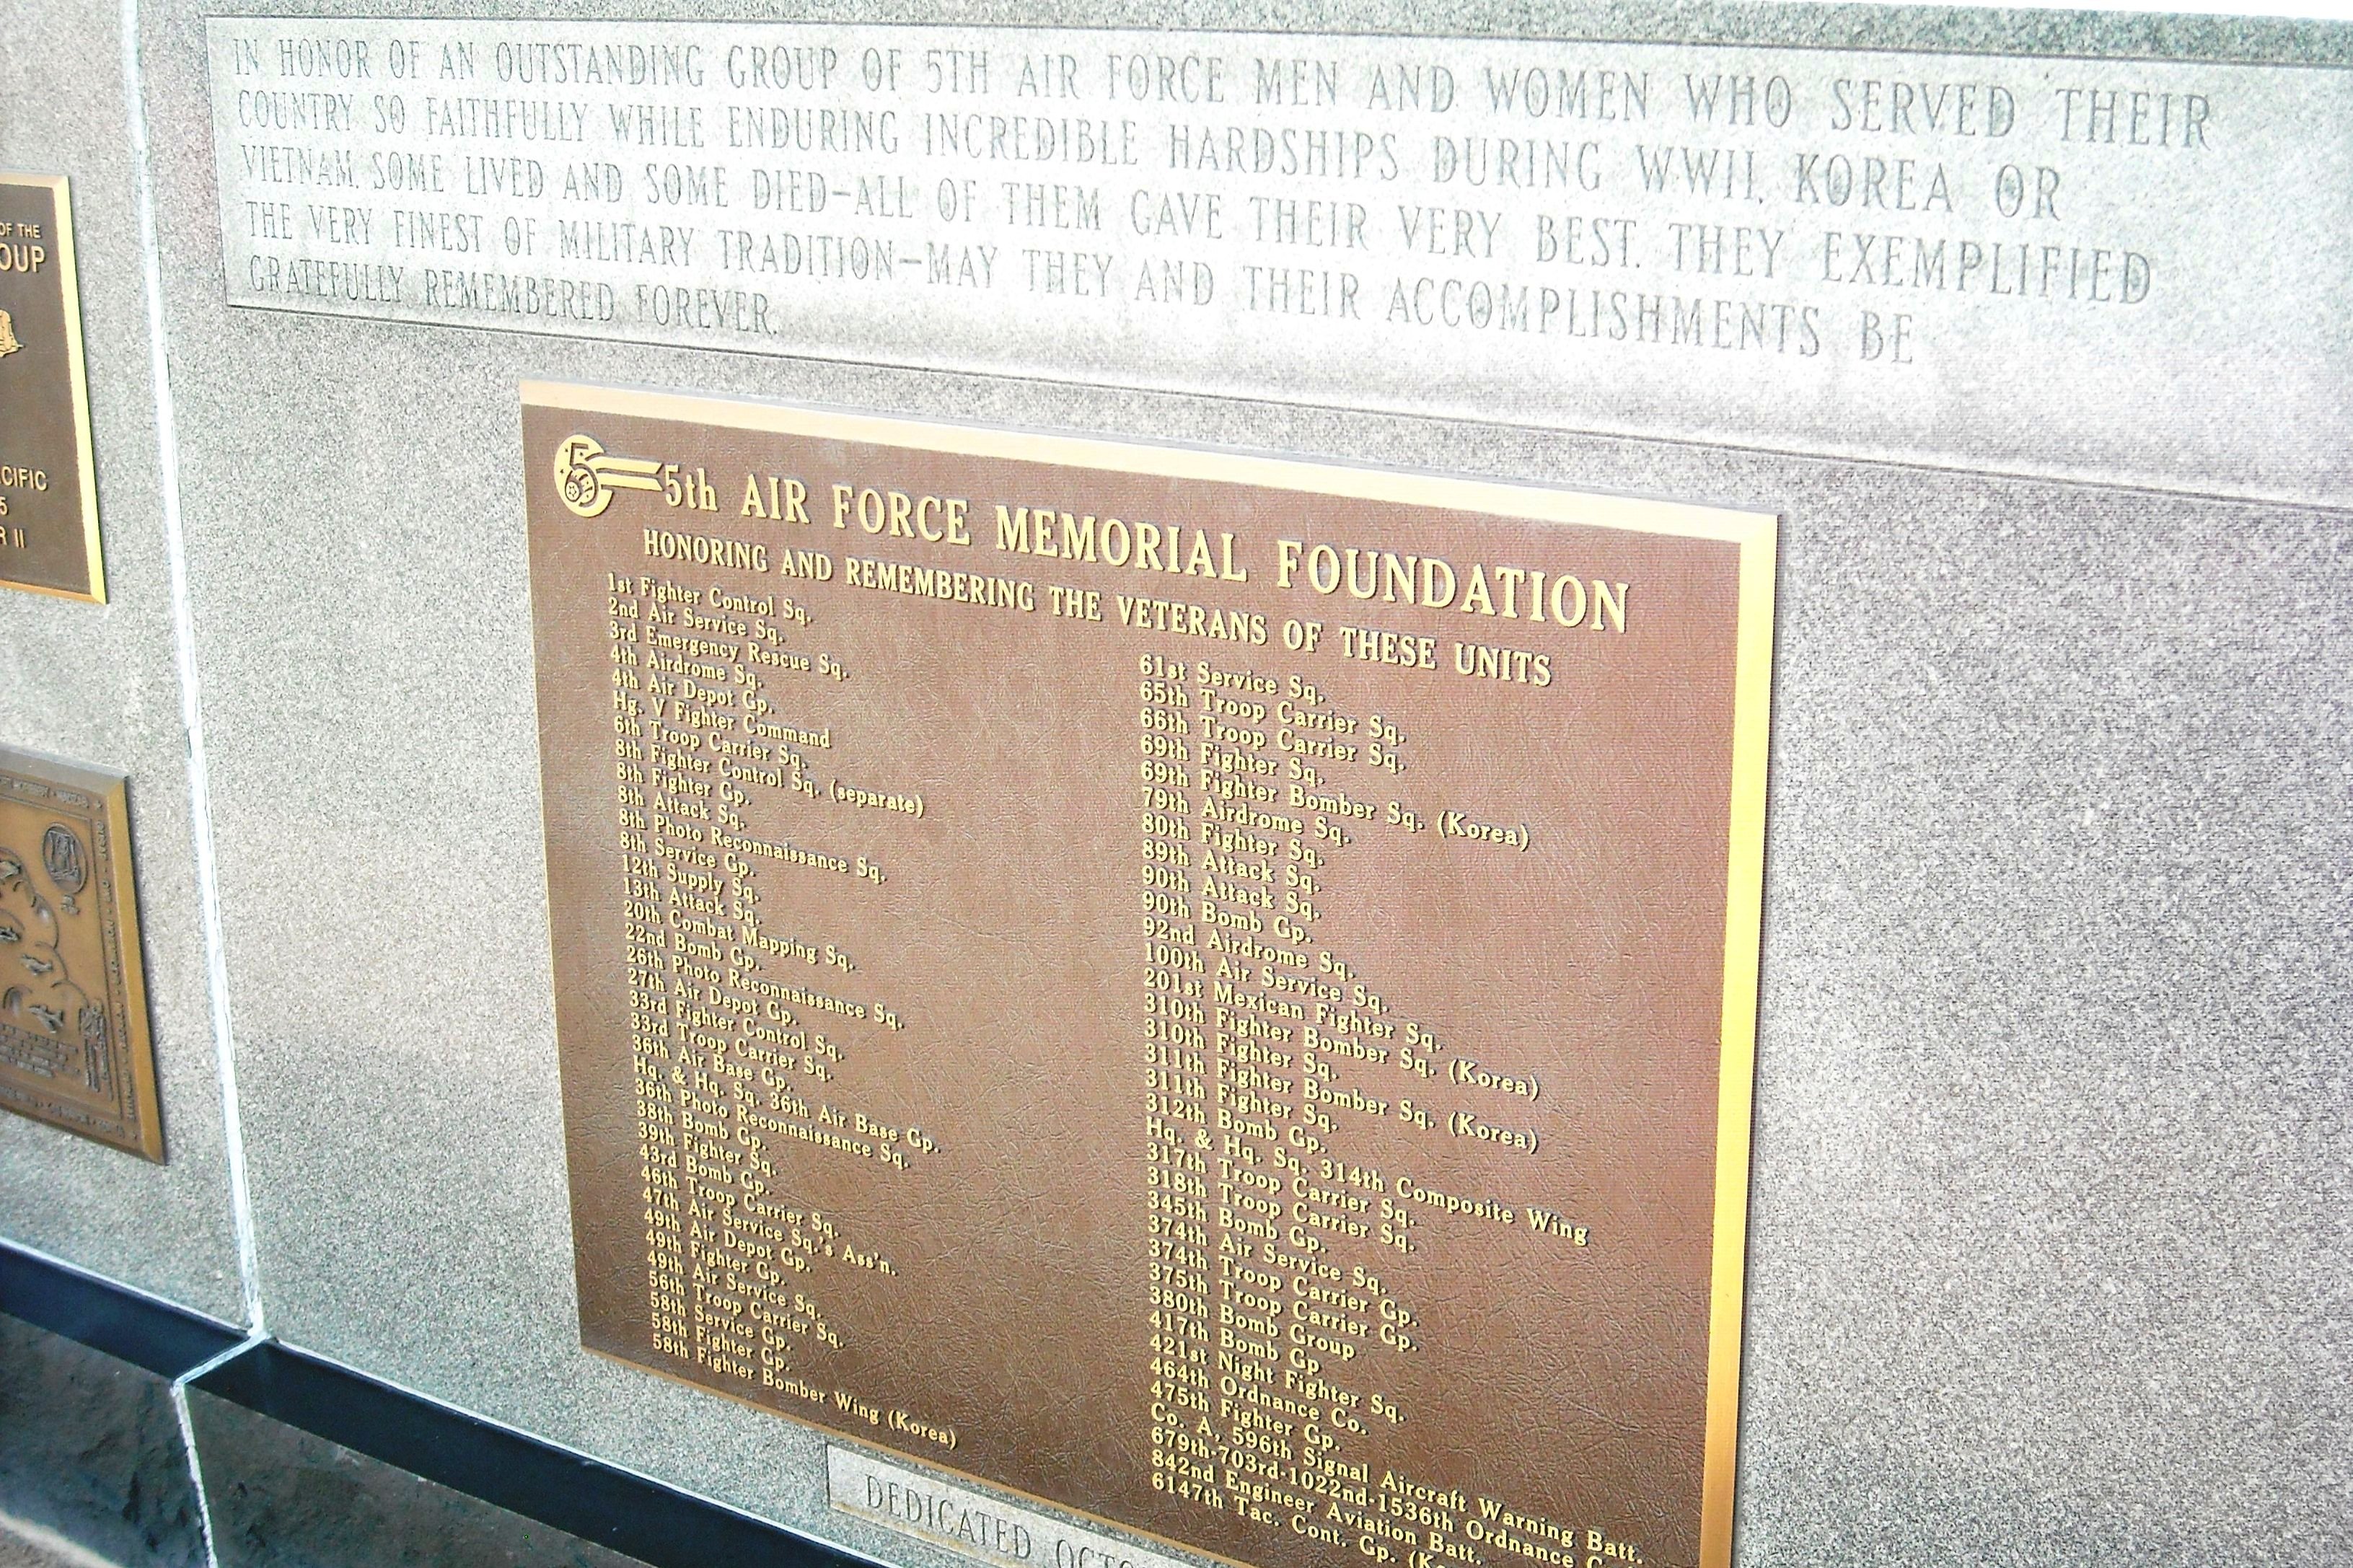 IN HONOR OF AN OUTSTANDING GROUP OF 5TH AIR FORCE MEN AND WOMEN WHO SERVED THEIR
COUNTRY SO FAITHFULLY WHILE ENDURING INCREDIBLE HARDSHIPS DURING WWII, KOREA OR
VIETNAM. SOME LIVED AND SOME DIED-ALL OF THEM GAVE THEIR VERY BEST. THEY EXEMPLIFIED
THE VERY FINEST OF MILITARY TRADITION-MAY THEY AND THEIR ACCOMPLISHMENTS BE
GRATEFULLY REMEMBERED FOREVER.
OF THE
CIFIC
5
R II
5
5th AIR FORCE MEMORIAL FOUNDATION
HONORING AND REMEMBERING THE VETERANS OF THESE UNITS
1st Fighter Control Sq.
2nd Air Service Sq.
3rd Emergency Rescue Sq.
4th Airdrome Sq.
4th Air Depot Gp.
Hg. V Fighter Command
6th Troop Carrier Sq.
8th Fighter Control Sq. (separate)
8th Fighter Gp.
8th Attack Sq.
8th Photo Reconnaissance Sq.
8th Service Gp.
12th Supply Sq.
13th Attack Sq.
20th Combat Mapping Sq.
22nd Bomb Gp.
26th Photo Reconnaissance Sq.
27th Air Depot Gp.
33rd Fighter Control Sq.
33rd Troop Carrier Sq.
36th Air Base Gp.
Hq. & Hq. Sq. 36th Air Base Gp.
36th Photo Reconnaissance Sq.
38th Bomb Gp.
39th Fighter Sq.
43rd Bomb Gp.
46th Troop Carrier Sq.
47th Air Service Sq.'s Ass'n.
49th Air Depot Gp.
49th Fighter Gp.
49th Air Service Sq.
56th Troop Carrier Sq.
58th Service Gp.
58th Fighter Gp.
58th Fighter Bomber Wing (Korea)
61st Service Sq.
65th Troop Carrier Sq.
66th Troop Carrier Sq.
69th Fighter Sq.
69th Fighter Bomber Sq. (Korea)
79th Airdrome Sq.
80th Fighter Sq.
89th Attack Sq.
90th Attack Sq.
90th Bomb Gp.
92nd Airdrome Sq.
100th Air Service Sq.
201st Mexican Fighter Sq.
310th Fighter Bomber Sq. (Korea)
310th Fighter Sq.
311th Fighter Bomber Sq. (Korea)
311th Fighter Sq.
312th Bomb Gp.
Hq. & Hq. Sq. 314th Composite Wing
317th Troop Carrier Sq.
318th Troop Carrier Sq.
345th Bomb Gp.
374th Air Service Sq.
374th Troop Carrier Gp.
375th Troop Carrier Gp.
380th Bomb Group
417th Bomb Gp
421st Night Fighter Sq.
464th Ordnance Co.
475th Fighter Gp.
Co. A, 596th Signal Aircraft Warning Batt.
679th-703rd-1022nd-1536th Ordnance C
842nd Engineer Aviation Batt.
6147th Tac. Cont. Gp.
DEDICATED OCTO